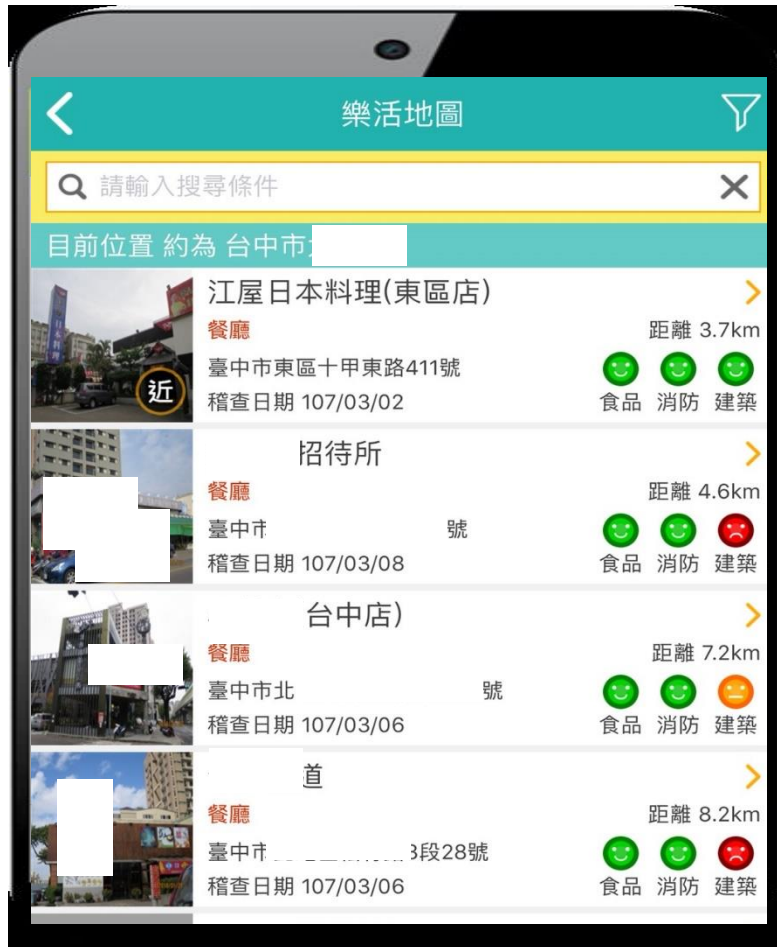 樂活地圖
請輸入搜尋條件
目前位置 約為 台中市
江屋日本料理(東區店)
餐廳
距離 3.7km
臺中市東區十甲東路411號
稽查日期 107/03/02
食品 消防 建築
近
招待所
餐廳
距離 4.6km
臺中市 號
稽查日期 107/03/08
食品 消防 建築
台中店)
餐廳
距離 7.2km
臺中市北 號
稽查日期 107/03/06
食品 消防 建築
道
餐廳
距離 8.2km
臺中市 3段28號
稽查日期 107/03/06
食品 消防 建築